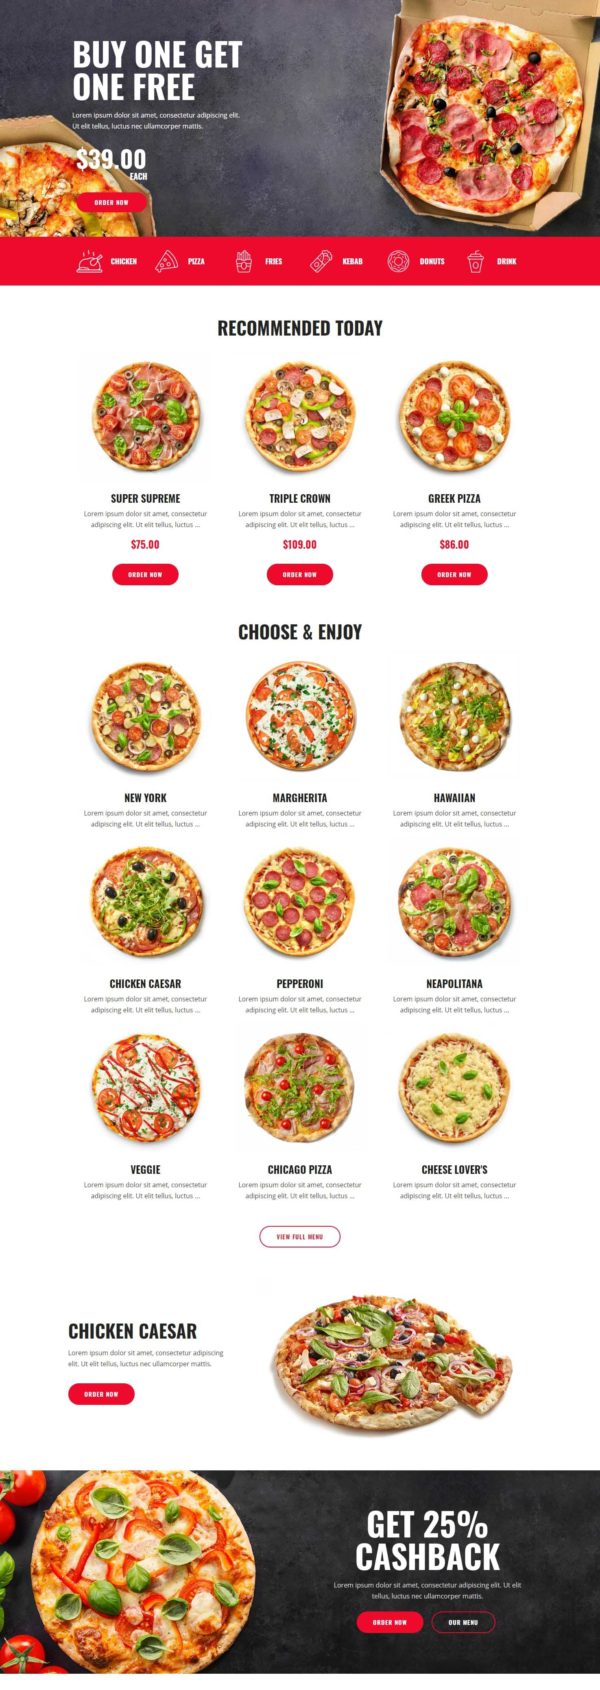 BUY ONE GET
ONE FREE
Lorem ipsum dolor sit amet, consectetur adipiscing elit.
Ut elit tellus, luctus nec ullamcorper mattis.
$39.00
EACH
ORDER NOW
CHICKEN PIZZA FRIES KEBAB DONUTS DRINK
RECOMMENDED TODAY
SUPER SUPREME TRIPLE CROWN GREEK PIZZA
Lorem ipsum dolor sit amet, consectetur Lorem ipsum dolor sit amet, consectetur Lorem ipsum dolor sit amet, consectetur
adipiscing elit. Ut elit tellus, luctus ... adipiscing elit. Ut elit tellus, luctus ... adipiscing elit. Ut elit tellus, luctus ...
$75.00 $109.00 $86.00
ORDER NOW ORDER NOW ORDER NOW
CHOOSE & ENJOY
NEW YORK MARGHERITA HAWAIIAN
Lorem ipsum dolor sit amet, consectetur Lorem ipsum dolor sit amet, consectetur Lorem ipsum dolor sit amet, consectetur
adipiscing elit. Ut elit tellus, luctus ... adipiscing elit. Ut elit tellus, luctus ... adipiscing elit. Ut elit tellus, luctus ...
CHICKEN CAESAR PEPPERONI NEAPOLITANA
Lorem ipsum dolor sit amet, consectetur Lorem ipsum dolor sit amet, consectetur Lorem ipsum dolor sit amet, consectetur
adipiscing elit. Ut elit tellus, luctus ... adipiscing elit. Ut elit tellus, luctus ... adipiscing elit. Ut elit tellus, luctus ...
VEGGIE CHICAGO PIZZA CHEESE LOVER'S
Lorem ipsum dolor sit amet, consectetur Lorem ipsum dolor sit amet, consectetur Lorem ipsum dolor sit amet, consectetur
adipiscing elit. Ut elit tellus, luctus ... adipiscing elit. Ut elit tellus, luctus ... adipiscing elit. Ut elit tellus, luctus ...
VIEW FULL MENU
CHICKEN CAESAR
Lorem ipsum dolor sit amet, consectetur adipiscing
elit. Ut elit tellus, luctus nec ullamcorper mattis.
ORDER NOW
GET 25%
CASHBACK
Lorem ipsum dolor sit amet, consectetur adipiscing elit. Ut elit
tellus, luctus nec ullamcorper mattis.
ORDER NOW OUR MENU